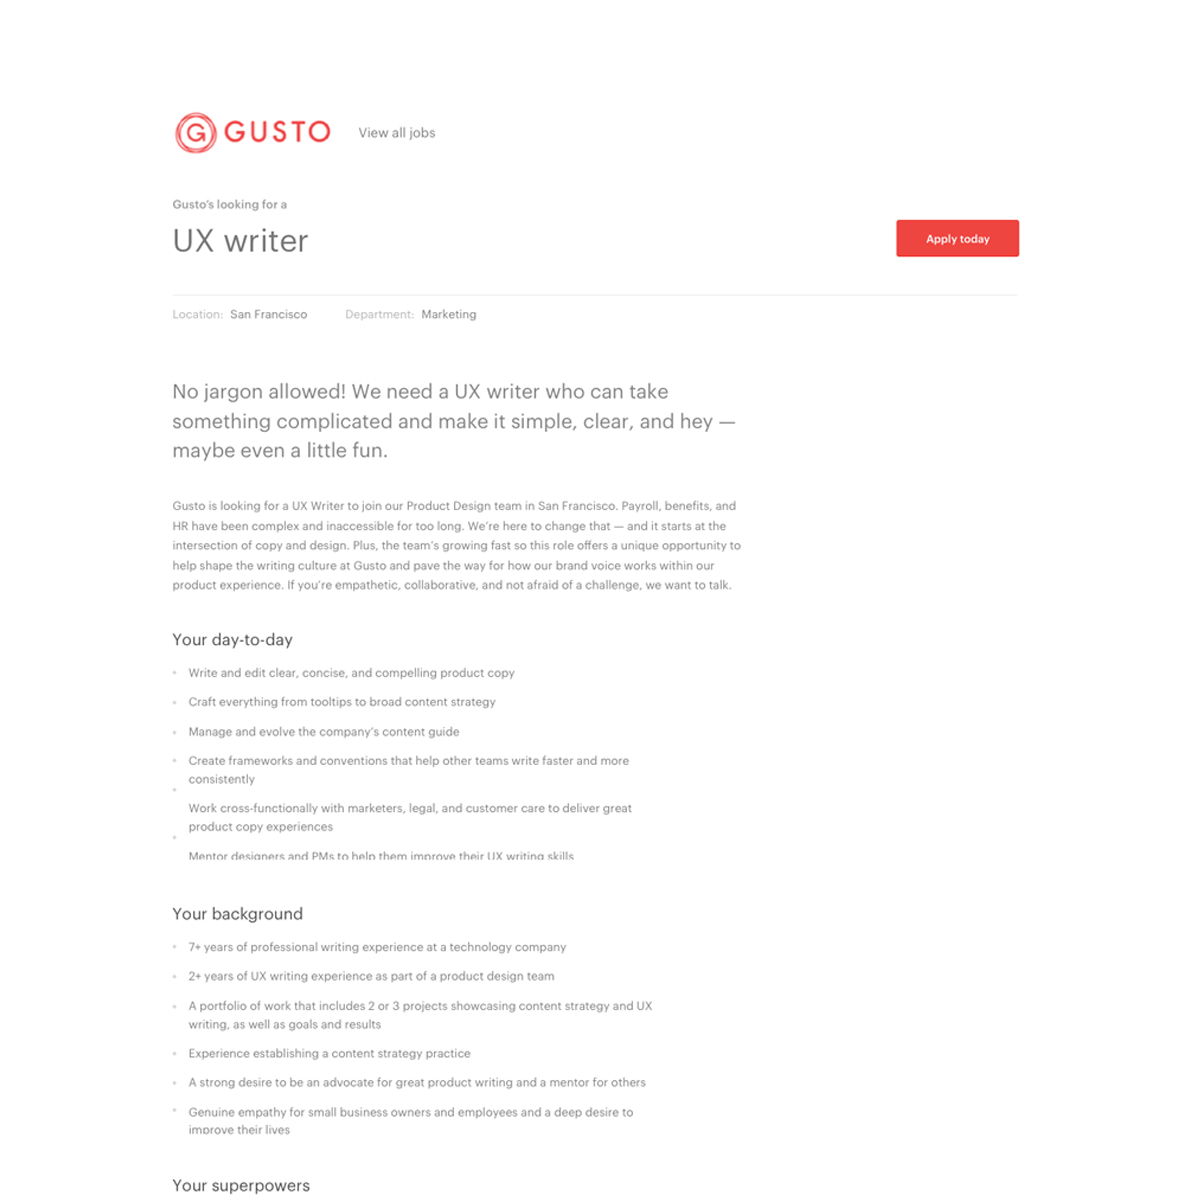 GUSTO View all jobs
Gusto’s looking for a
UX writer
Apply today
Location: San Francisco Department: Marketing
No jargon allowed! We need a UX writer who can take
something complicated and make it simple, clear, and hey —
maybe even a little fun.
Gusto is looking for a UX Writer to join our Product Design team in San Francisco. Payroll, benefits, and
HR have been complex and inaccessible for too long. We’re here to change that — and it starts at the
intersection of copy and design. Plus, the team’s growing fast so this role offers a unique opportunity to
help shape the writing culture at Gusto and pave the way for how our brand voice works within our
product experience. If you’re empathetic, collaborative, and not afraid of a challenge, we want to talk.
Your day-to-day
Write and edit clear, concise, and compelling product copy
Craft everything from tooltips to broad content strategy
Manage and evolve the company’s content guide
Create frameworks and conventions that help other teams write faster and more
consistently
Work cross-functionally with marketers, legal, and customer care to deliver great
product copy experiences
Mentor designers and PMs to help them improve their UX writing skills
Your background
7+ years of professional writing experience at a technology company
2+ years of UX writing experience as part of a product design team
A portfolio of work that includes 2 or 3 projects showcasing content strategy and UX
writing, as well as goals and results
Experience establishing a content strategy practice
A strong desire to be an advocate for great product writing and a mentor for others
Genuine empathy for small business owners and employees and a deep desire to
improve their lives
Your superpowers